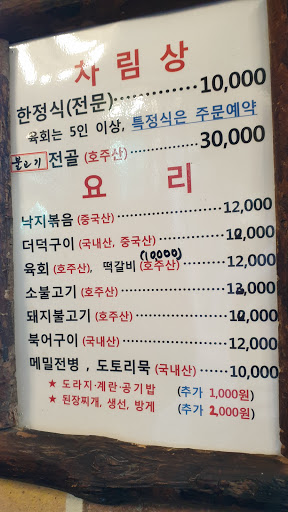 차림상
한정식(전문)··············10,000
육회는 5인 이상, 특정식은 주문예약
불고기 전골 (호주산)··············30,000
요 리
낙지볶음 (중국산)··············12,000
더덕구이 (국내산, 중국산)··············12,000
(10,000)
육회 (호주산), 떡갈비 (호주산)··············12,000
소불고기 (호주산)··············13,000
돼지불고기 (호주산)··············12,000
북어구이 (국내산)··············12,000
메밀전병, 도토리묵 (국내산)··············10,000
★ 도라지·계란·공기밥 (추가 1,000원)
★ 된장찌개, 생선, 방게 (추가 2,000원)